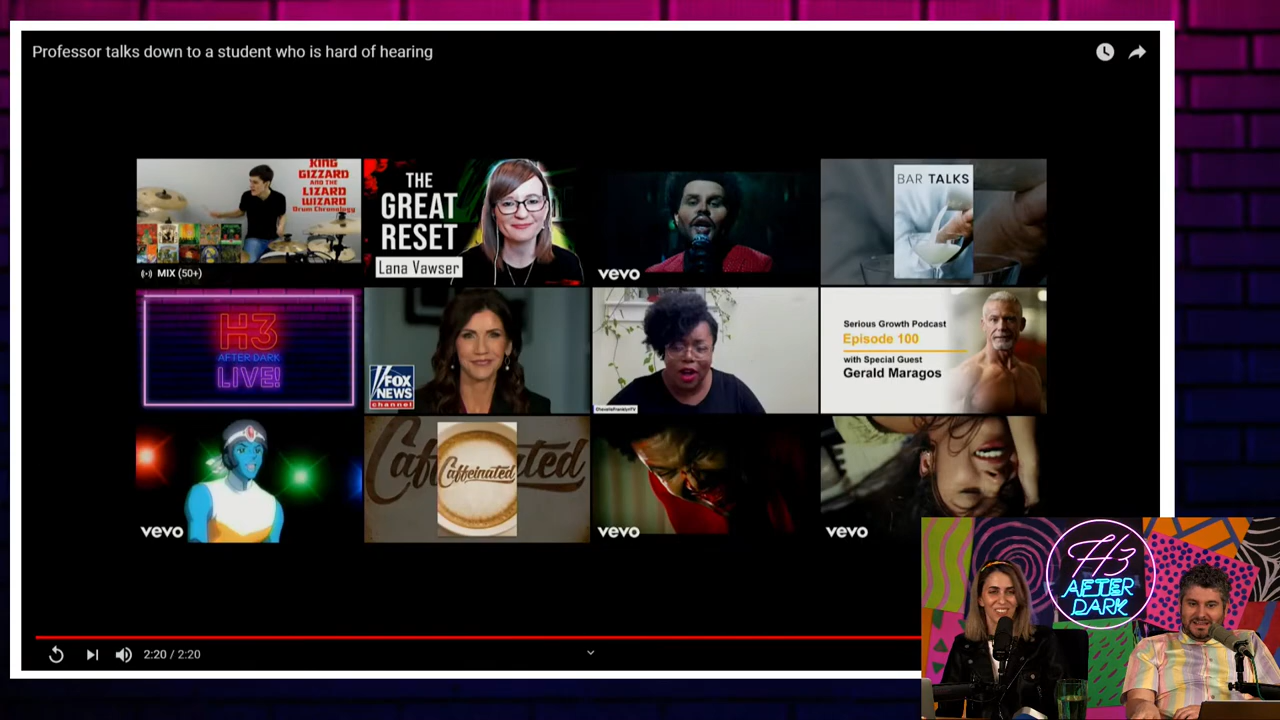 Professor talks down to a student who is hard of hearing
KING
GIZZARD
AND THE
LIZARD
WIZARD
Drum Chronology
MIX (50+)
THE
GREAT
RESET
Lana Vawser
vevo
BAR TALKS
H3
AFTER DARK
LIVE!
FOX
NEWS
channel
Serious Growth Podcast
Episode 100
with Special Guest
Gerald Maragos
vevo
Caffeinated
Caffeinated
vevo
vevo
2:20 / 2:20
H3
AFTER
DARK